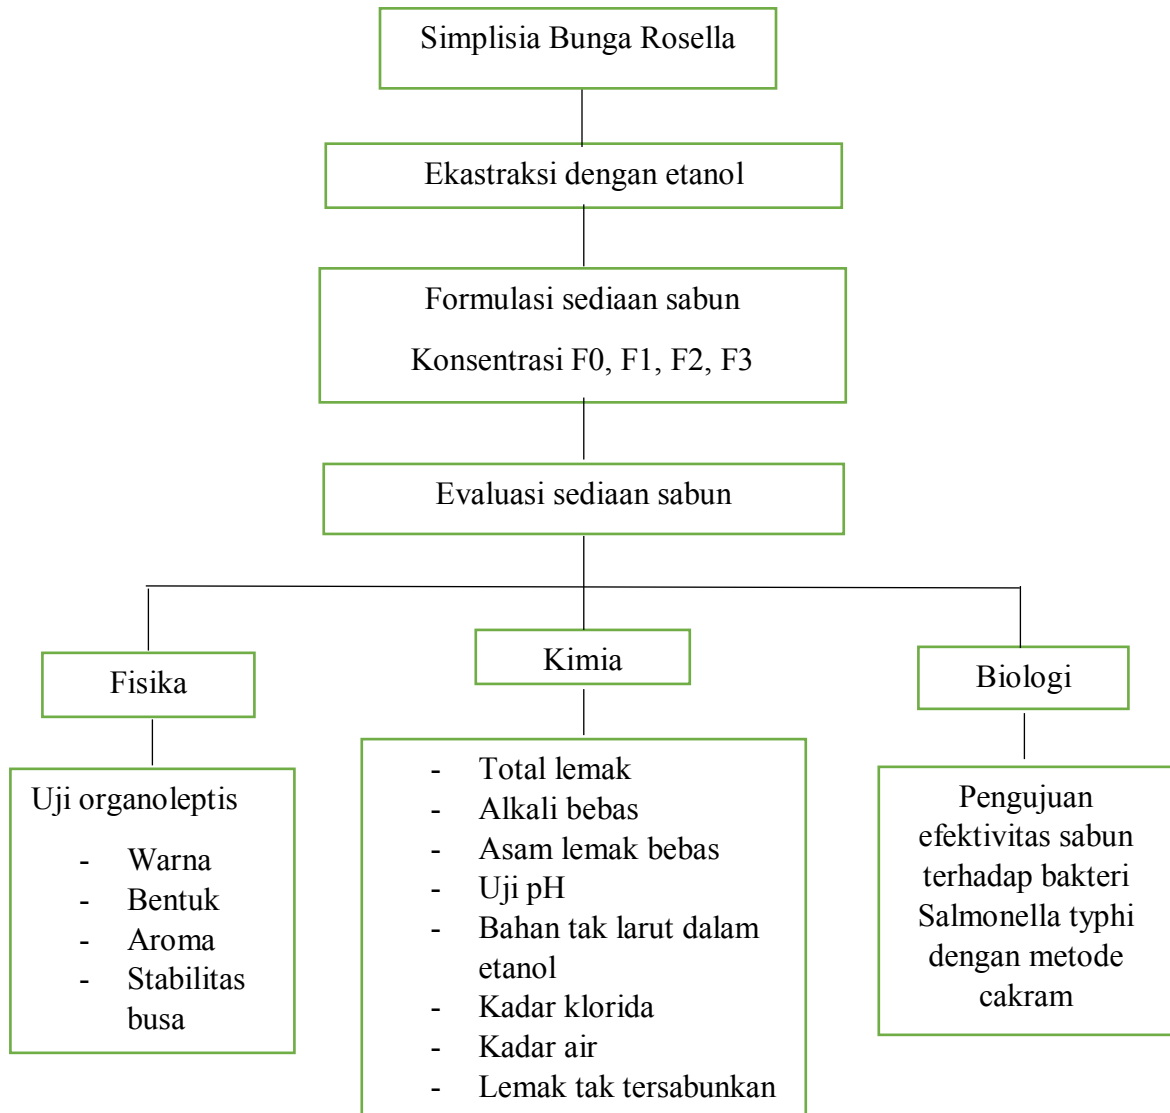 Simplisia Bunga Rosella
Ekastraksi dengan etanol
Formulasi sediaan sabun
Konsentrasi F0, F1, F2, F3
Evaluasi sediaan sabun
Fisika
Kimia
Biologi
Uji organoleptis
- Warna
- Bentuk
- Aroma
- Stabilitas
busa
- Total lemak
- Alkali bebas
- Asam lemak bebas
- Uji pH
- Bahan tak larut dalam
etanol
- Kadar klorida
- Kadar air
- Lemak tak tersabunkan
Pengujuan
efektivitas sabun
terhadap bakteri
Salmonella typhi
dengan metode
cakram